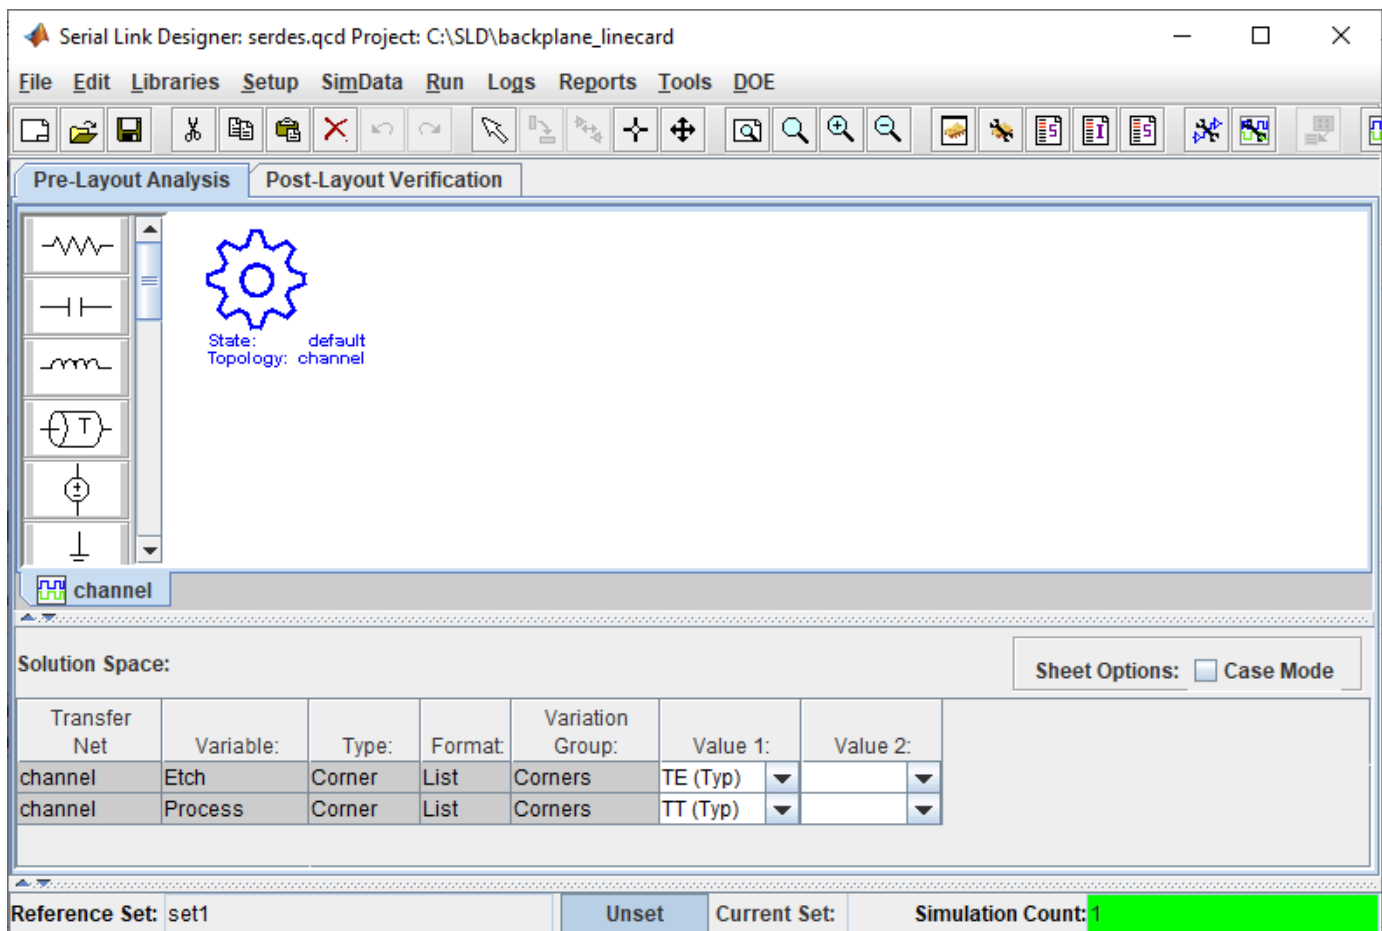 Serial Link Designer: serdes.qcd Project: C:\SLD\backplane_linecard
File Edit Libraries Setup SimData Run Logs Reports Tools DOE
Pre-Layout Analysis Post-Layout Verification
State: default
Topology: channel
T
channel
Solution Space:
Sheet Options: Case Mode
Transfer Net Variable: Type: Format: Variation Group: Value 1: Value 2:
channel Etch Corner List Corners TE (Typ)
channel Process Corner List Corners TT (Typ)
Reference Set: set1 Unset Current Set: Simulation Count: 1